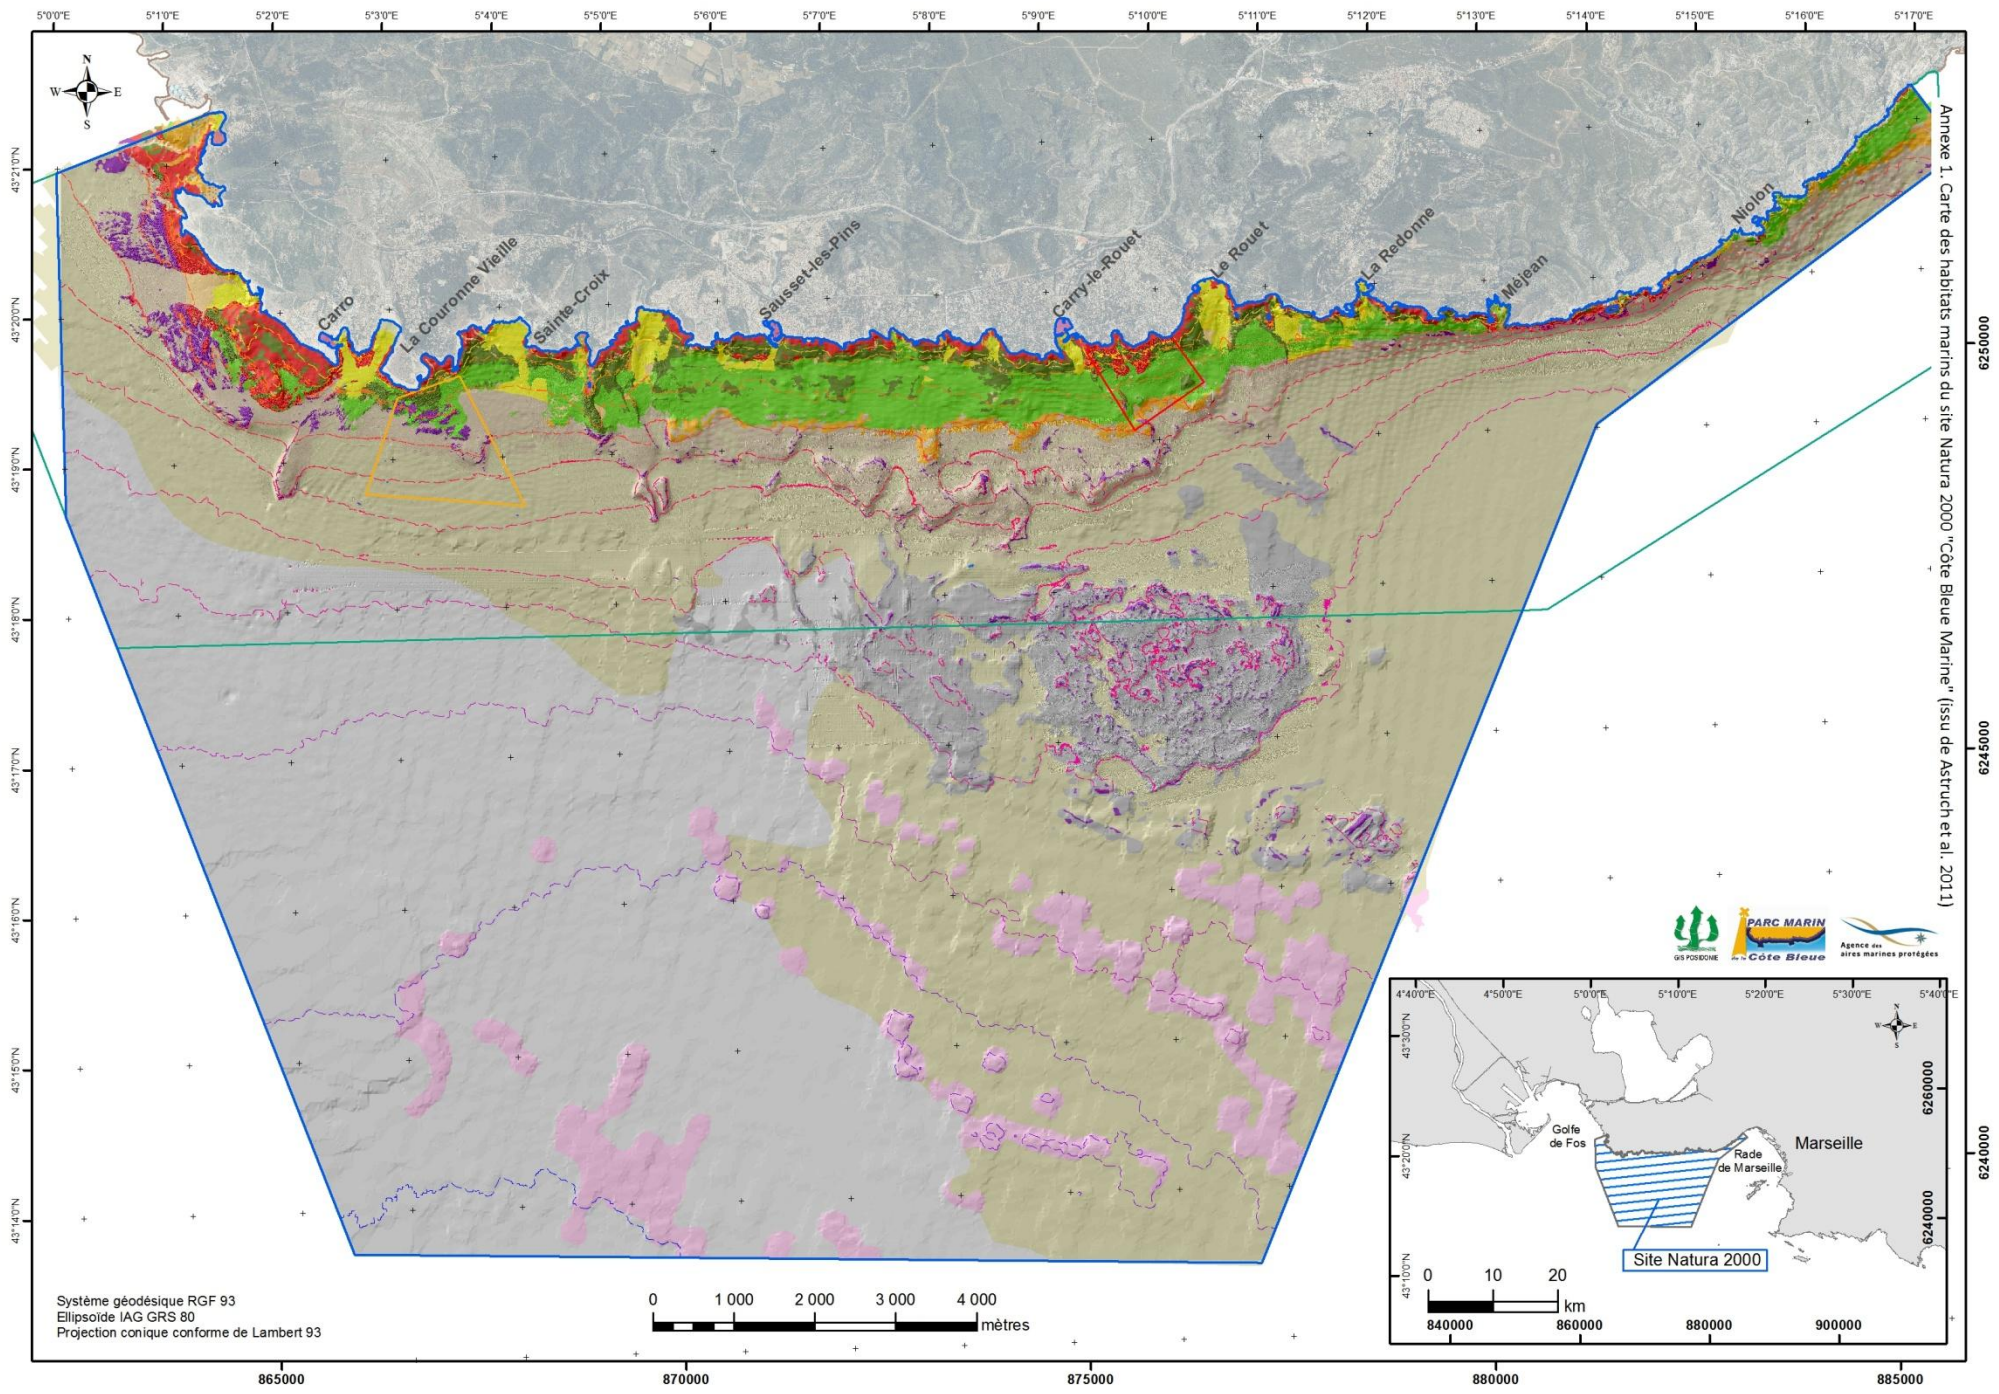 5°0'0"E 5°1'0"E 5°2'0"E 5°3'0"E 5°4'0"E 5°5'0"E 5°6'0"E 5°7'0"E 5°8'0"E 5°9'0"E 5°10'0"E 5°11'0"E 5°12'0"E 5°13'0"E 5°14'0"E 5°15'0"E 5°16'0"E 5°17'0"E
N
W E
S
43°21'0"N
43°20'0"N
43°19'0"N
43°18'0"N
43°17'0"N
43°16'0"N
43°15'0"N
43°14'0"N
Carro
La Couronne Vieille
Sainte-Croix
Sausset-les-Pins
Carry-le-Rouet
Le Rouet
La Redonne
Méjean
Niolon
Annexe 1. Carte des habitats marins du site Natura 2000 "Côte Bleue Marine" (issu de Astruch et al. 2011)
6250000
6245000
6240000
GIS POSIDONIE
PARC MARIN
de la Côte Bleue
Agence des
aires marines protégées
4°40'0"E 4°50'0"E 5°0'0"E 5°10'0"E 5°20'0"E 5°30'0"E 5°40'0"E
N
W E
S
43°30'0"N
43°20'0"N
43°10'0"N
6260000
6240000
Golfe
de Fos
Marseille
Rade
de Marseille
Site Natura 2000
0 10 20
km
840000 860000 880000 900000
Système géodésique RGF 93
Ellipsoïde IAG GRS 80
Projection conique conforme de Lambert 93
0 1 000 2 000 3 000 4 000
mètres
865000 870000 875000 880000 885000